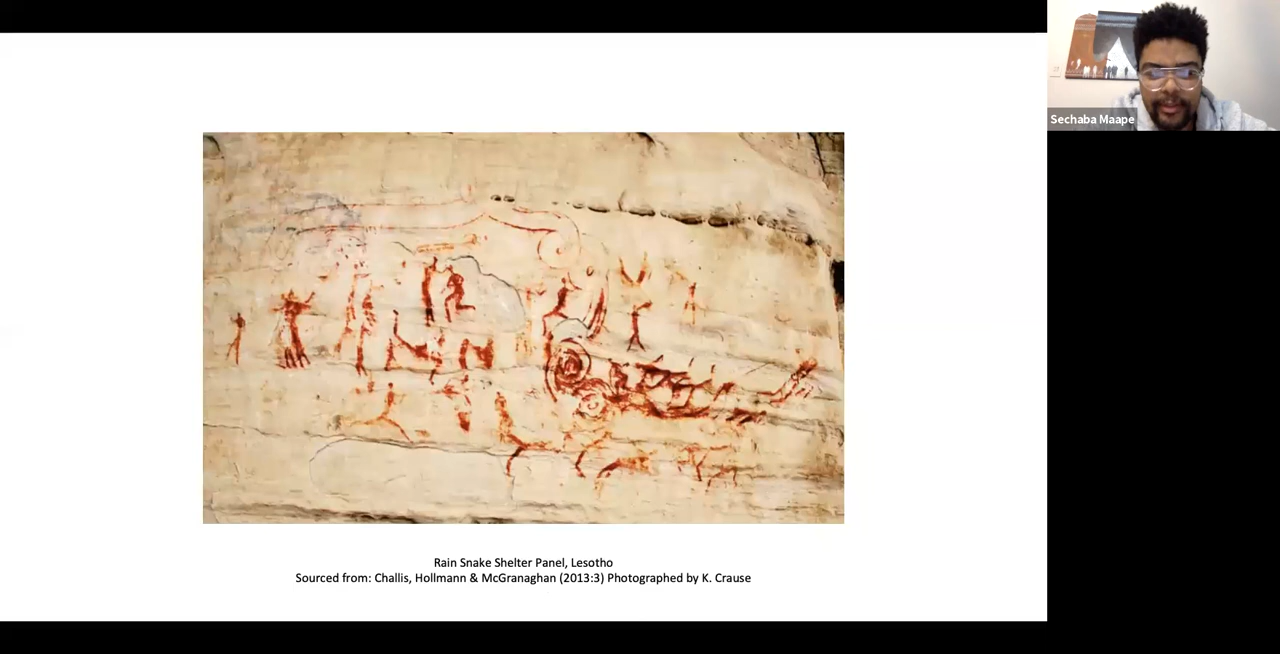 Sechaba Maape
Rain Snake Shelter Panel, Lesotho
Sourced from: Challis, Hollmann & McGranaghan (2013:3) Photographed by K. Crause